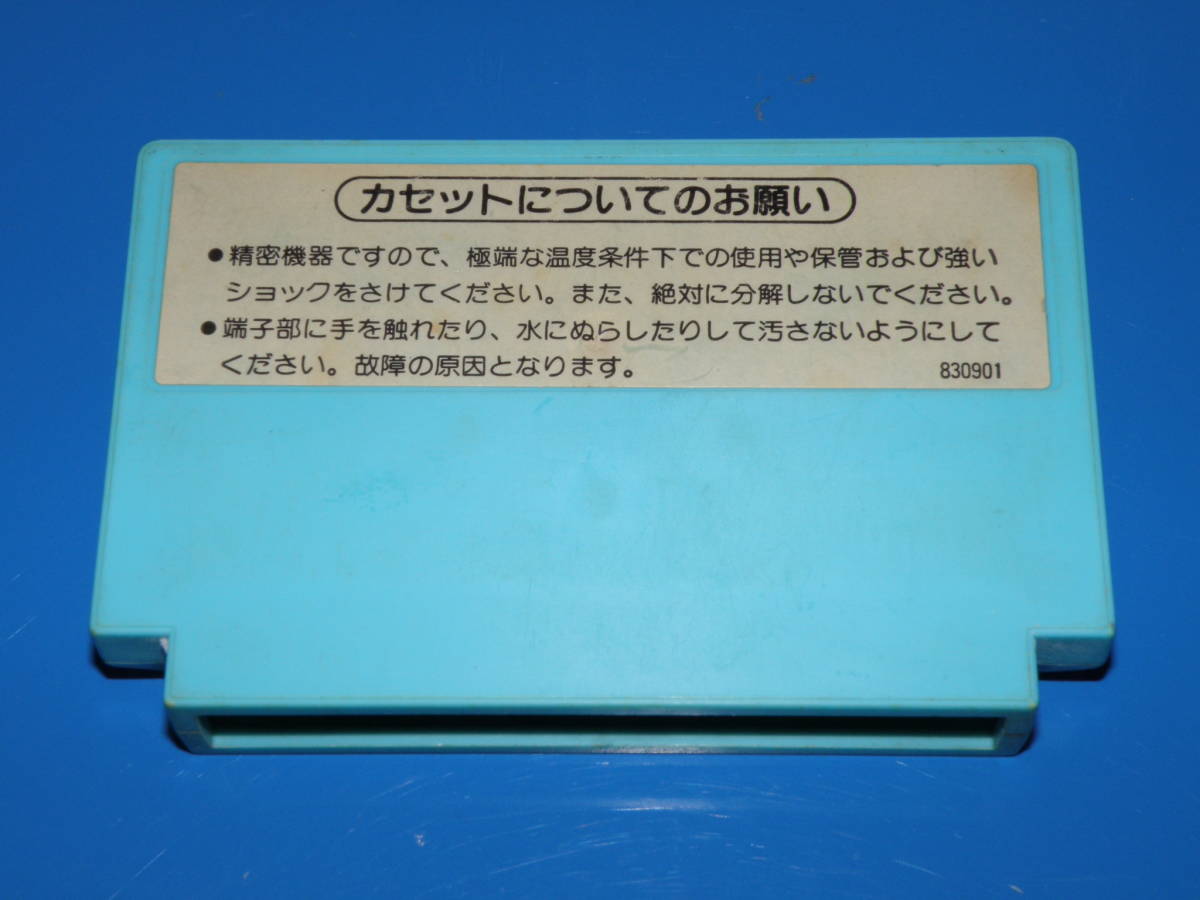 カセットについてのお願い
●精密機器ですので、極端な温度条件下での使用や保管および強い
ショックをさけてください。また、絶対に分解しないでください。
●端子部に手を触れたり、水にぬらしたりして汚さないようにして
ください。故障の原因となります。 830901